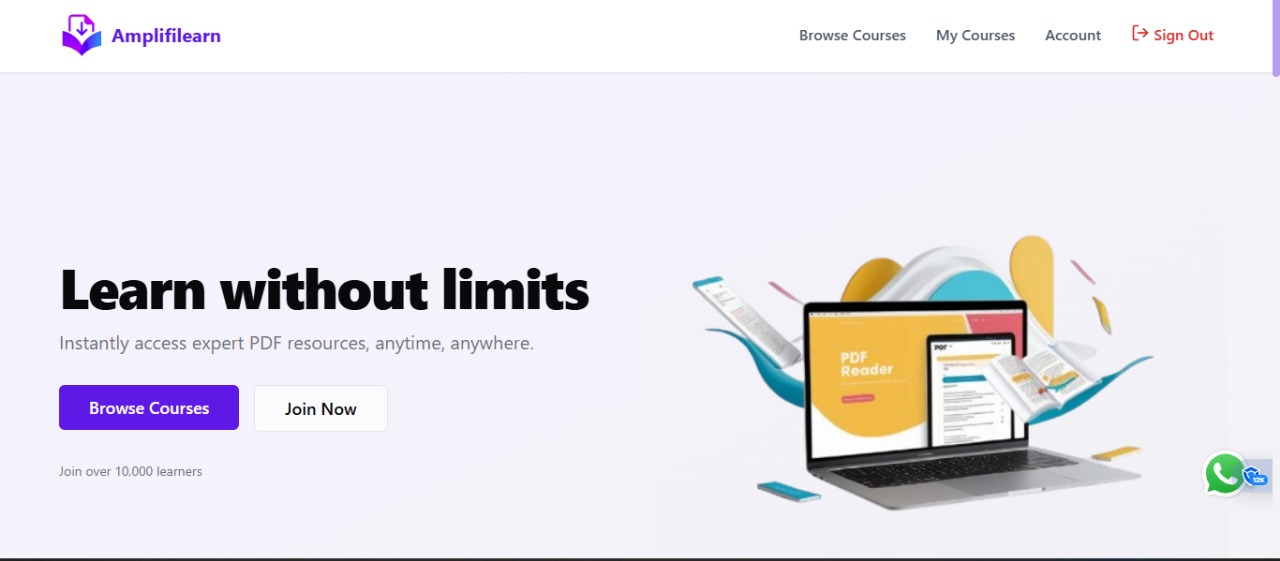 Amplifilearn
Browse Courses
My Courses
Account
Sign Out
Learn without limits
Instantly access expert PDF resources, anytime, anywhere.
Browse Courses
Join Now
Join over 10,000 learners
PDF
Reader
PDF
12K